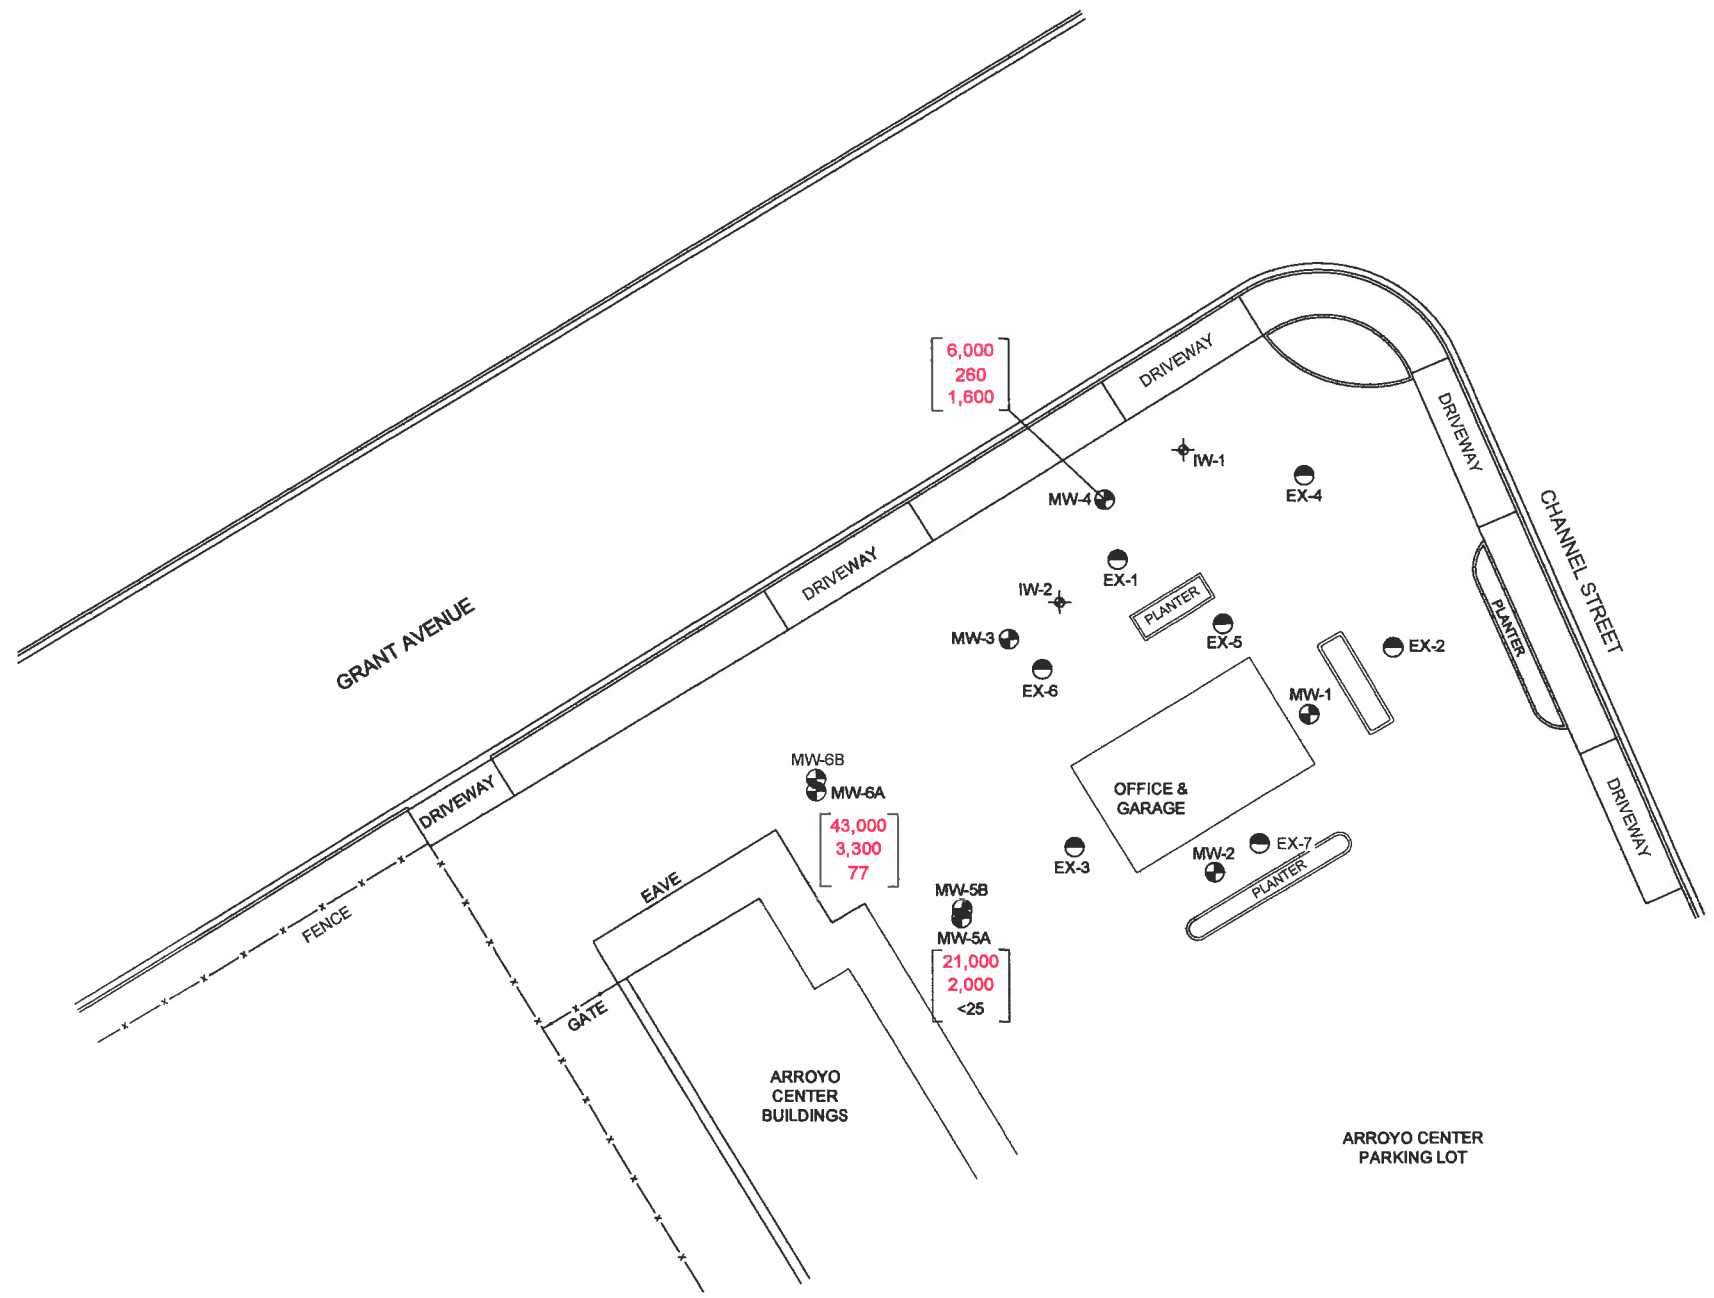 6,000
260
1,600
DRIVEWAY
DRIVEWAY
IW-1
MW-4
EX-4
CHANNEL STREET
DRIVEWAY
EX-1
IW-2
PLANTER
PLANTER
GRANT AVENUE
MW-3
EX-5
EX-2
EX-6
MW-1
MW-6B
MW-6A
DRIVEWAY
OFFICE &
GARAGE
DRIVEWAY
43,000
3,300
77
EX-3
MW-2
EX-7
PLANTER
EAVE
MW-5B
MW-5A
FENCE
21,000
2,000
<25
GATE
ARROYO
CENTER
BUILDINGS
ARROYO CENTER
PARKING LOT